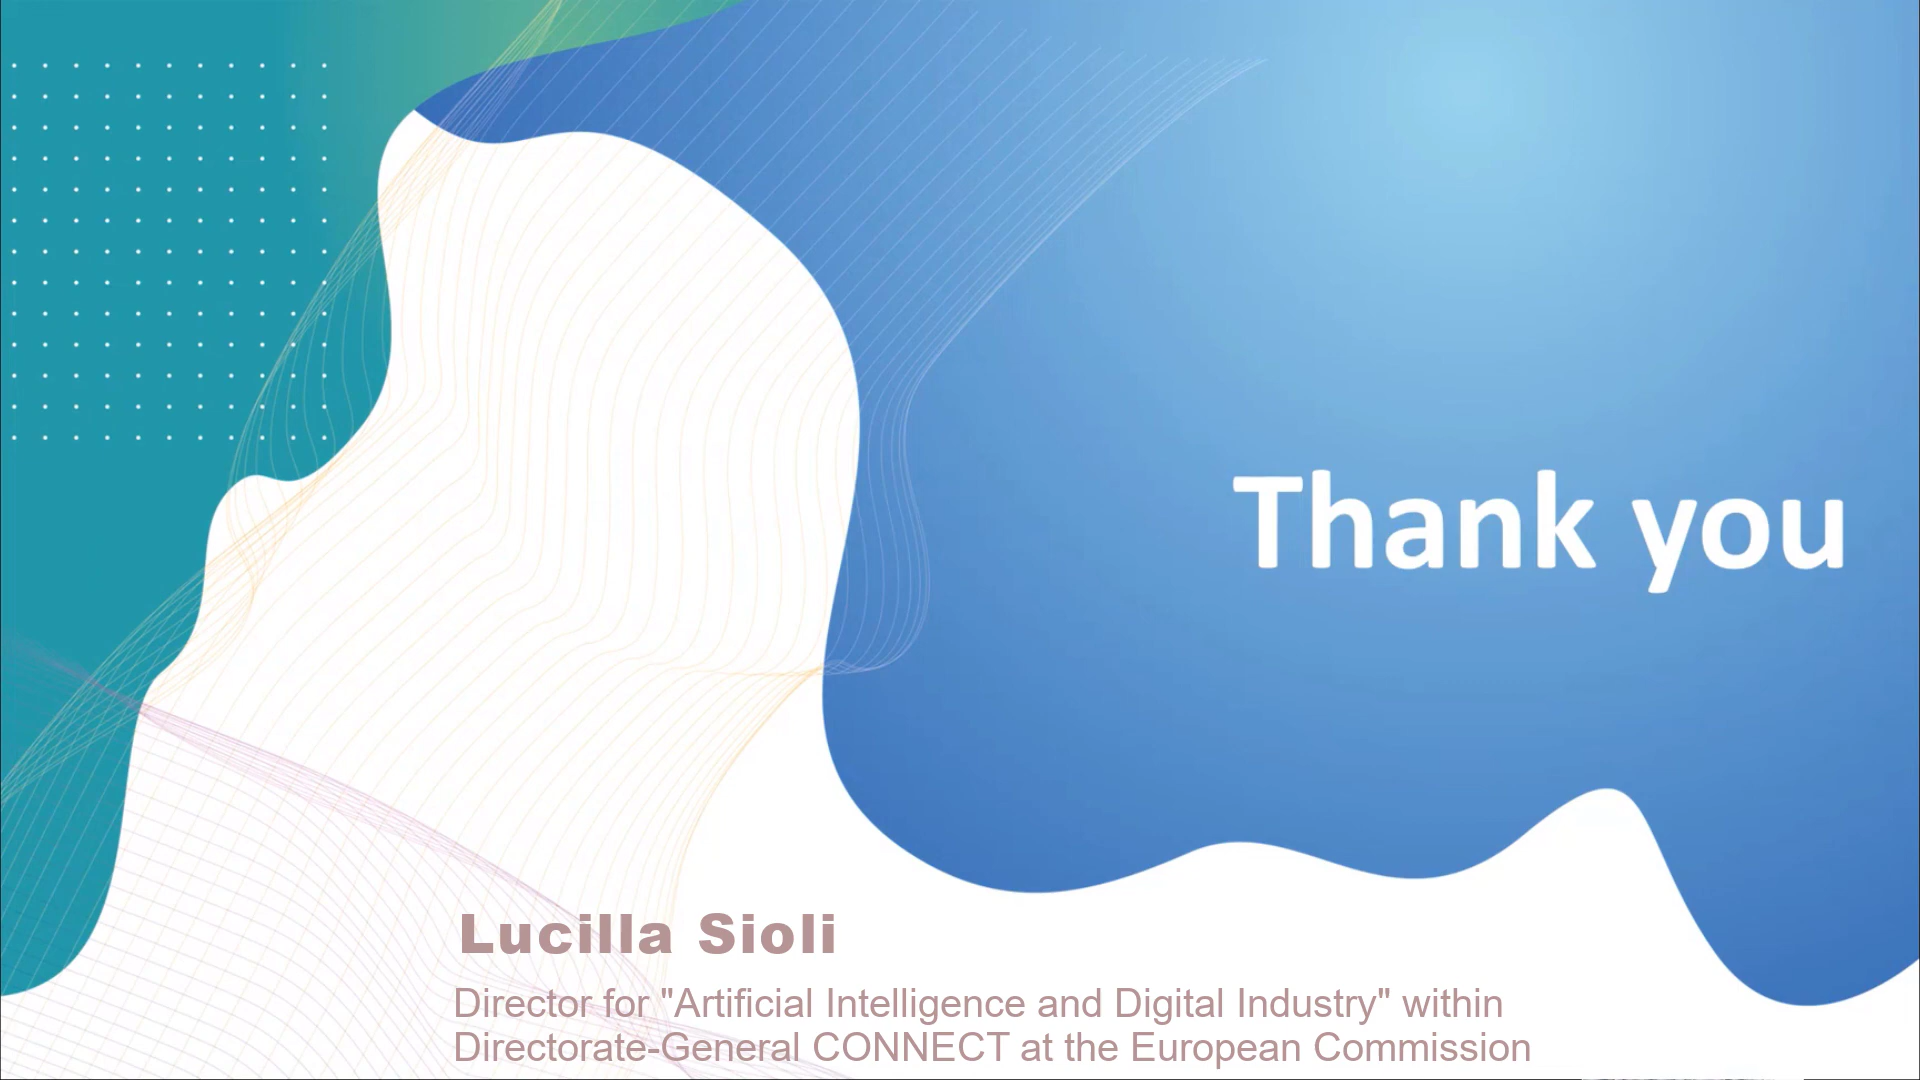 Thank you
Lucilla Sioli
Director for "Artificial Intelligence and Digital Industry" within
Directorate-General CONNECT at the European Commission